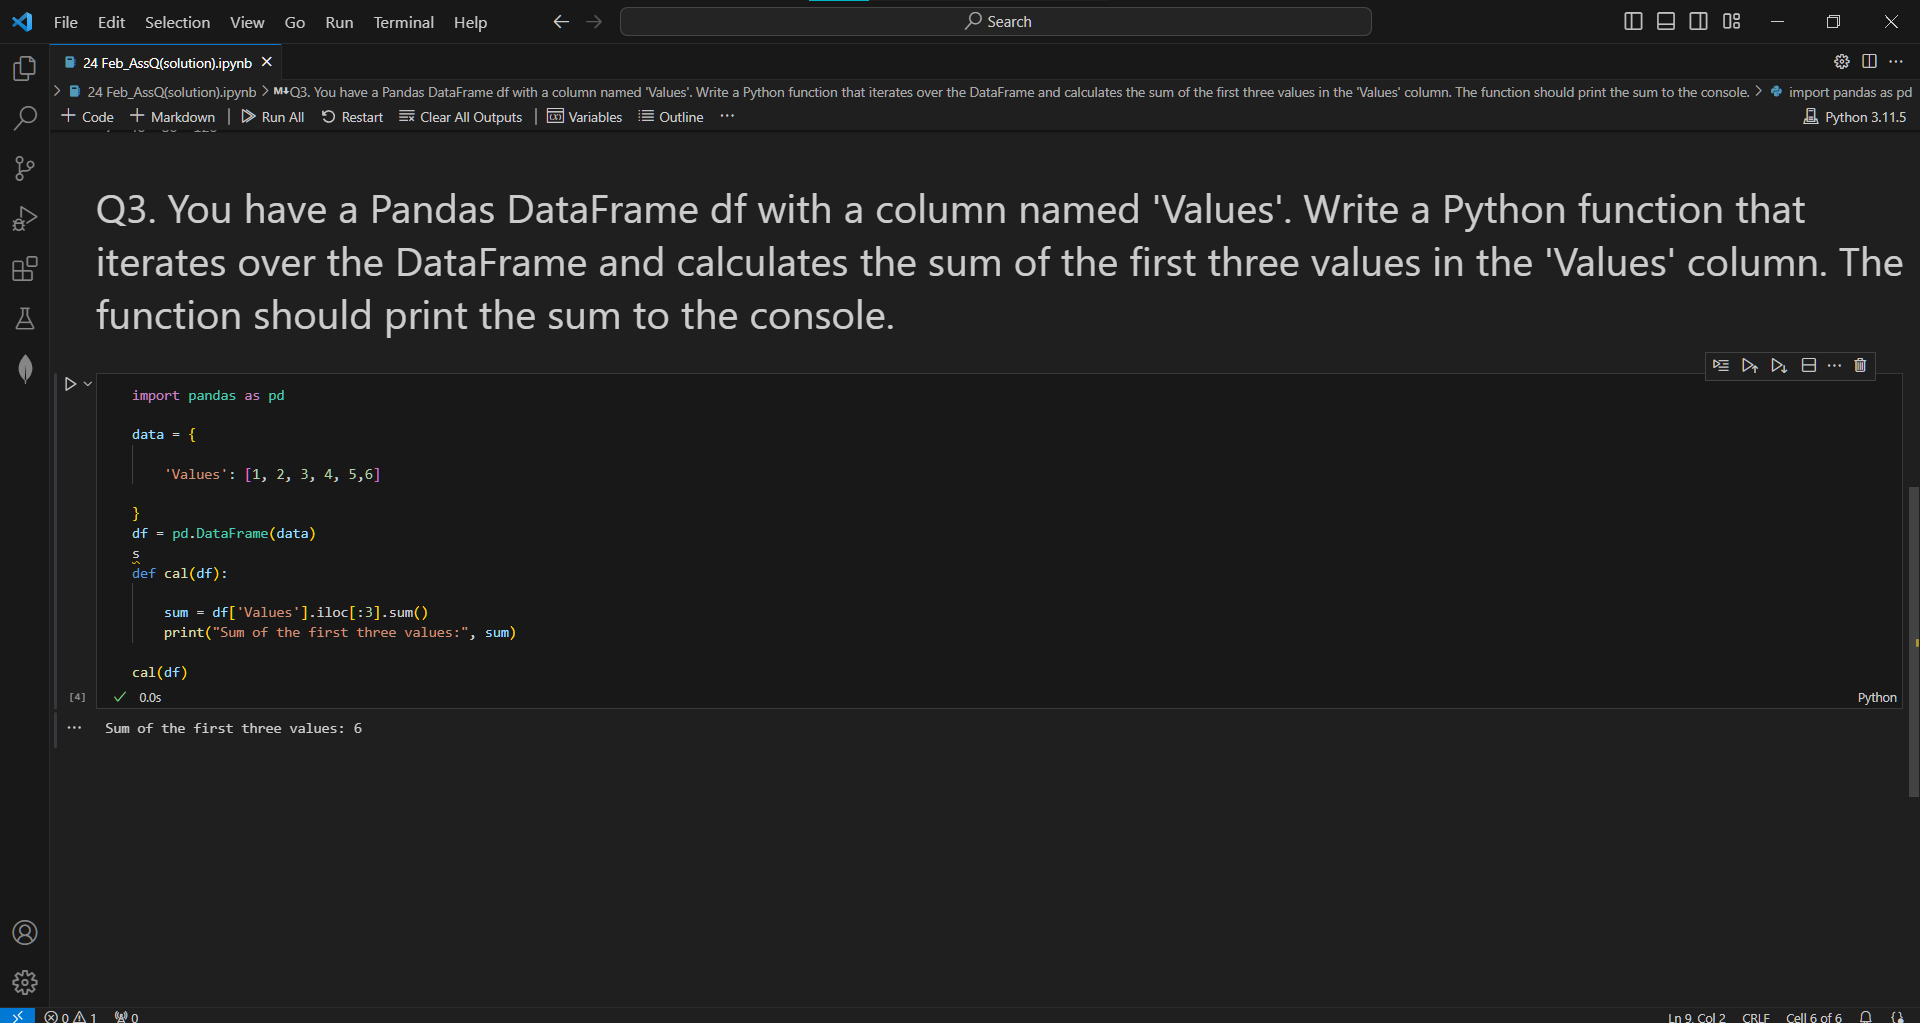 File Edit Selection View Go Run Terminal Help
Search
24 Feb_AssQ(solution).ipynb
24 Feb_AssQ(solution).ipynb > M↓Q3. You have a Pandas DataFrame df with a column named 'Values'. Write a Python function that iterates over the DataFrame and calculates the sum of the first three values in the 'Values' column. The function should print the sum to the console. > import pandas as pd
+ Code + Markdown | Run All Restart Clear All Outputs | Variables Outline ...
Python 3.11.5
Q3. You have a Pandas DataFrame df with a column named 'Values'. Write a Python function that
iterates over the DataFrame and calculates the sum of the first three values in the 'Values' column. The
function should print the sum to the console.
import pandas as pd
data = {
'Values': [1, 2, 3, 4, 5,6]
}
df = pd.DataFrame(data)
s
def cal(df):
sum = df['Values'].iloc[:3].sum()
print("Sum of the first three values:", sum)
cal(df)
[4]
0.0s
Python
Sum of the first three values: 6
0 1 0
Ln 9, Col 2 CRLF Cell 6 of 6